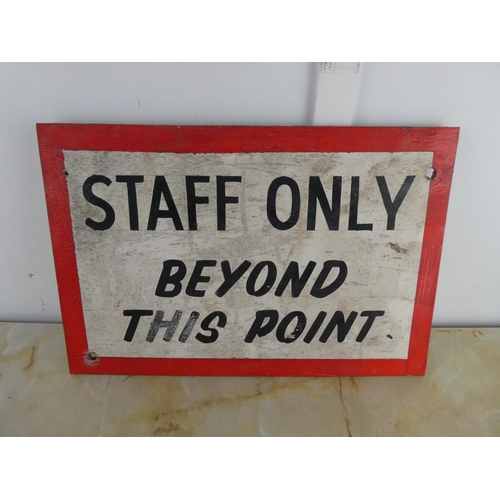 STAFF ONLY
BEYOND
THIS POINT.